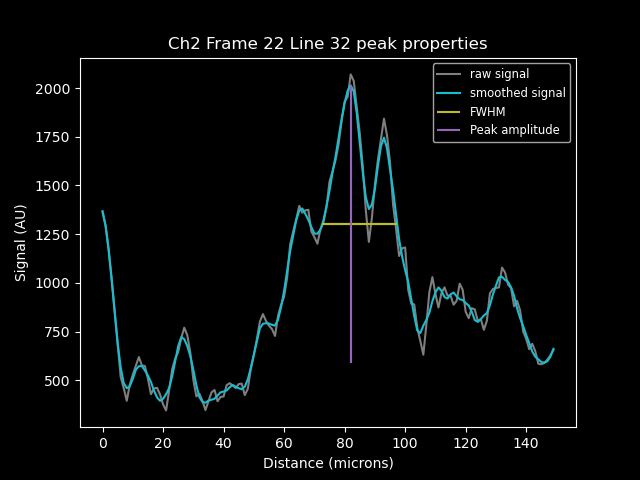 Ch2 Frame 22 Line 32 peak properties
raw signal
smoothed signal
FWHM
Peak amplitude
Signal (AU)
2000
1750
1500
1250
1000
750
500
0 20 40 60 80 100 120 140
Distance (microns)